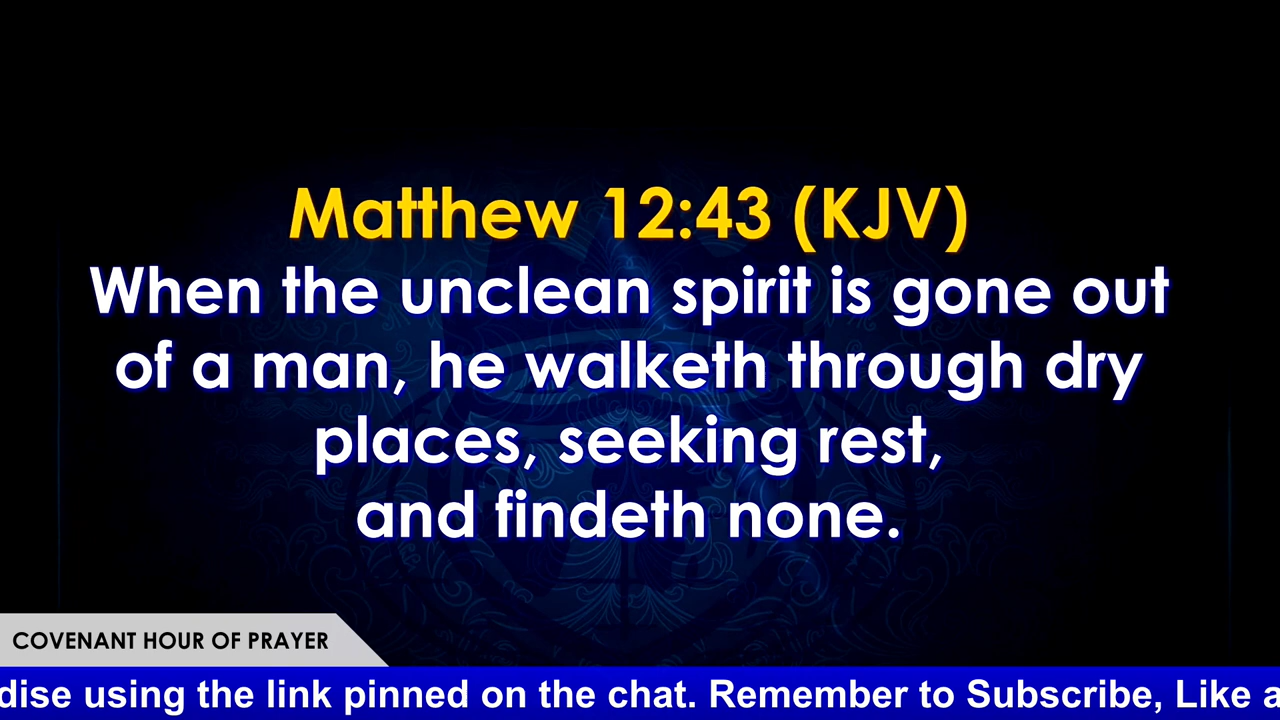 Matthew 12:43 (KJV)
When the unclean spirit is gone out
of a man, he walketh through dry
places, seeking rest,
and findeth none.
COVENANT HOUR OF PRAYER
dise using the link pinned on the chat. Remember to Subscribe, Like a